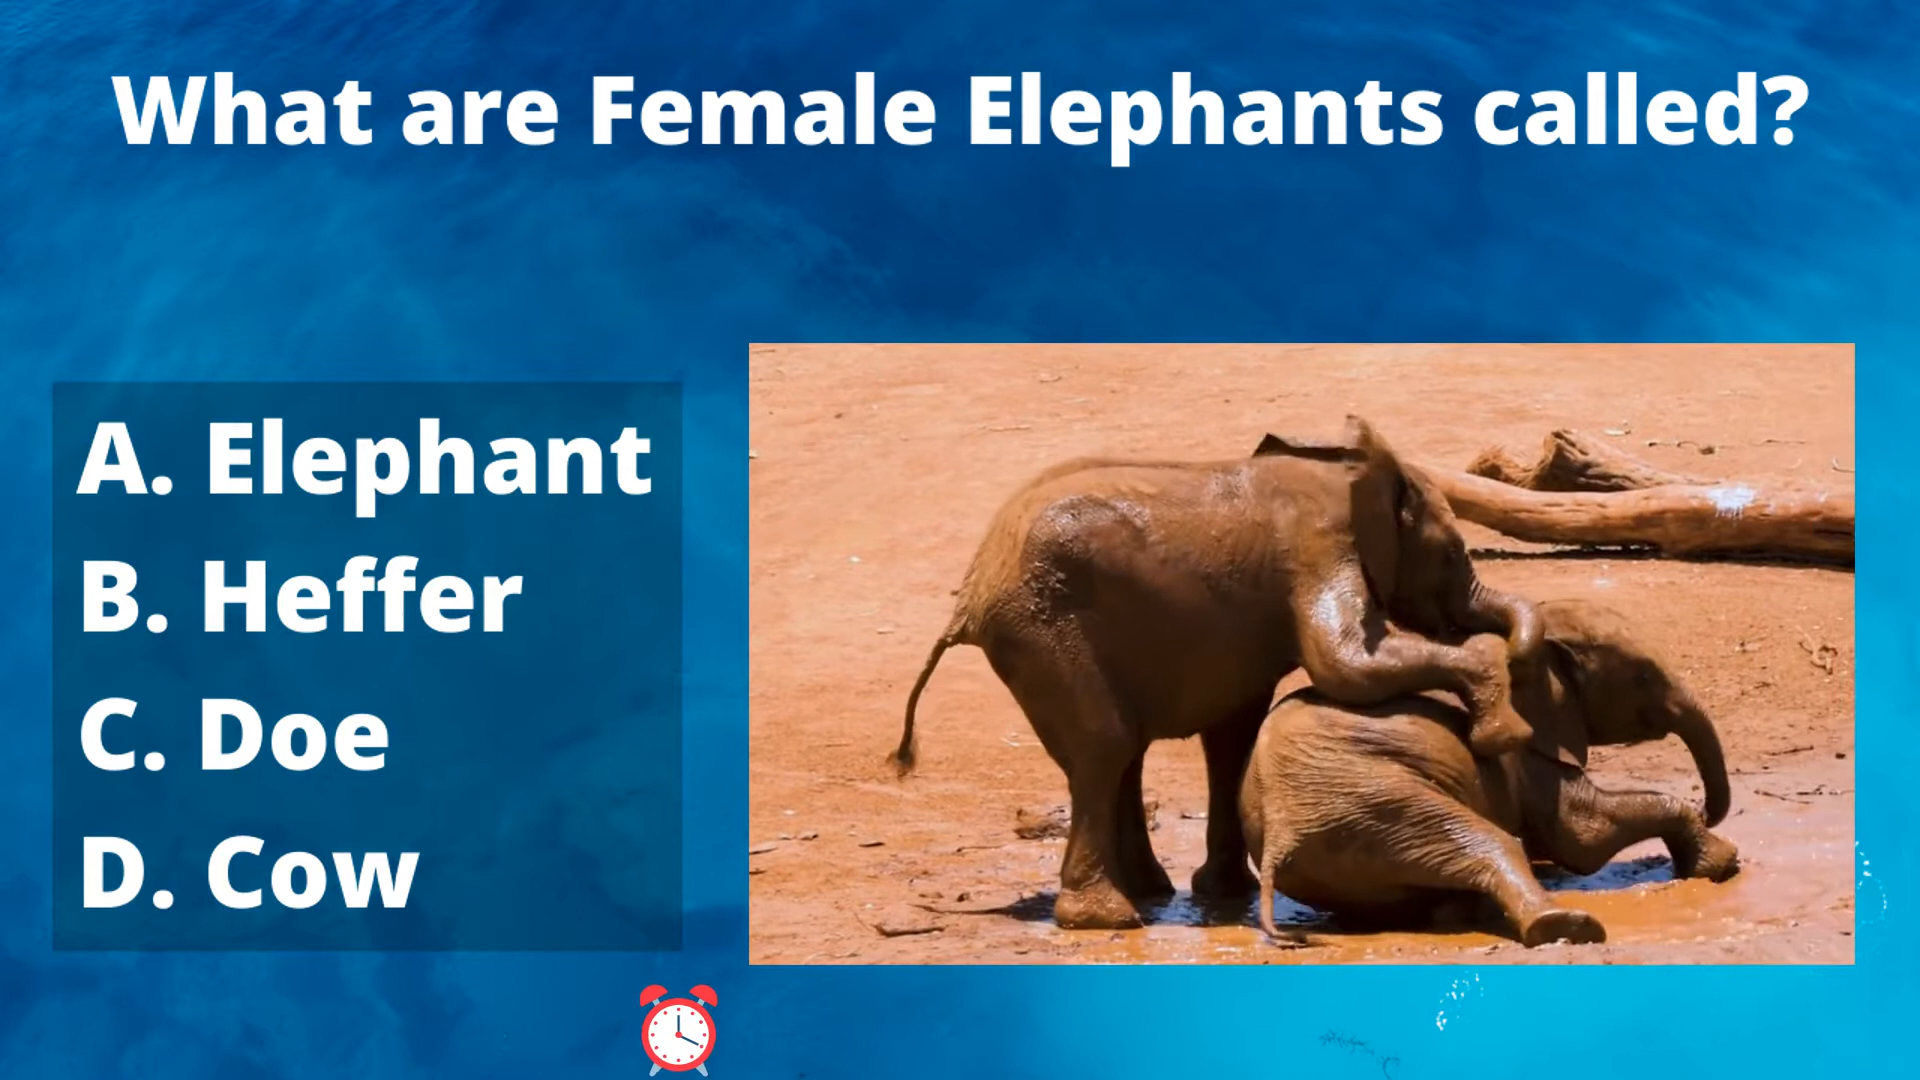 What are Female Elephants called?
A. Elephant
B. Heffer
C. Doe
D. Cow